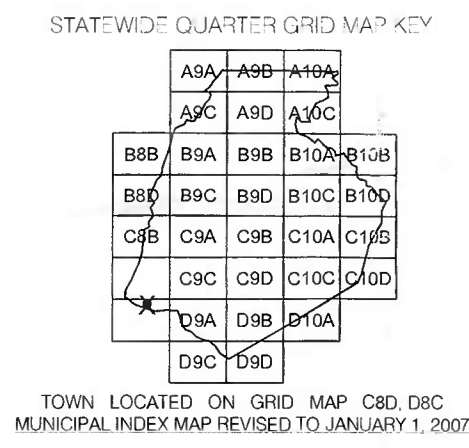 STATEWIDE QUARTER GRID MAP KEY
A9A A9B A10A
A9C A9D A10C
B8B B9A B9B B10A B10B
B8D B9C B9D B10C B10D
C8B C9A C9B C10A C10B
C9C C9D C10C C10D
D9A D9B D10A
D9C D9D
TOWN LOCATED ON GRID MAP C8D, D8C
MUNICIPAL INDEX MAP REVISED TO JANUARY 1, 2007